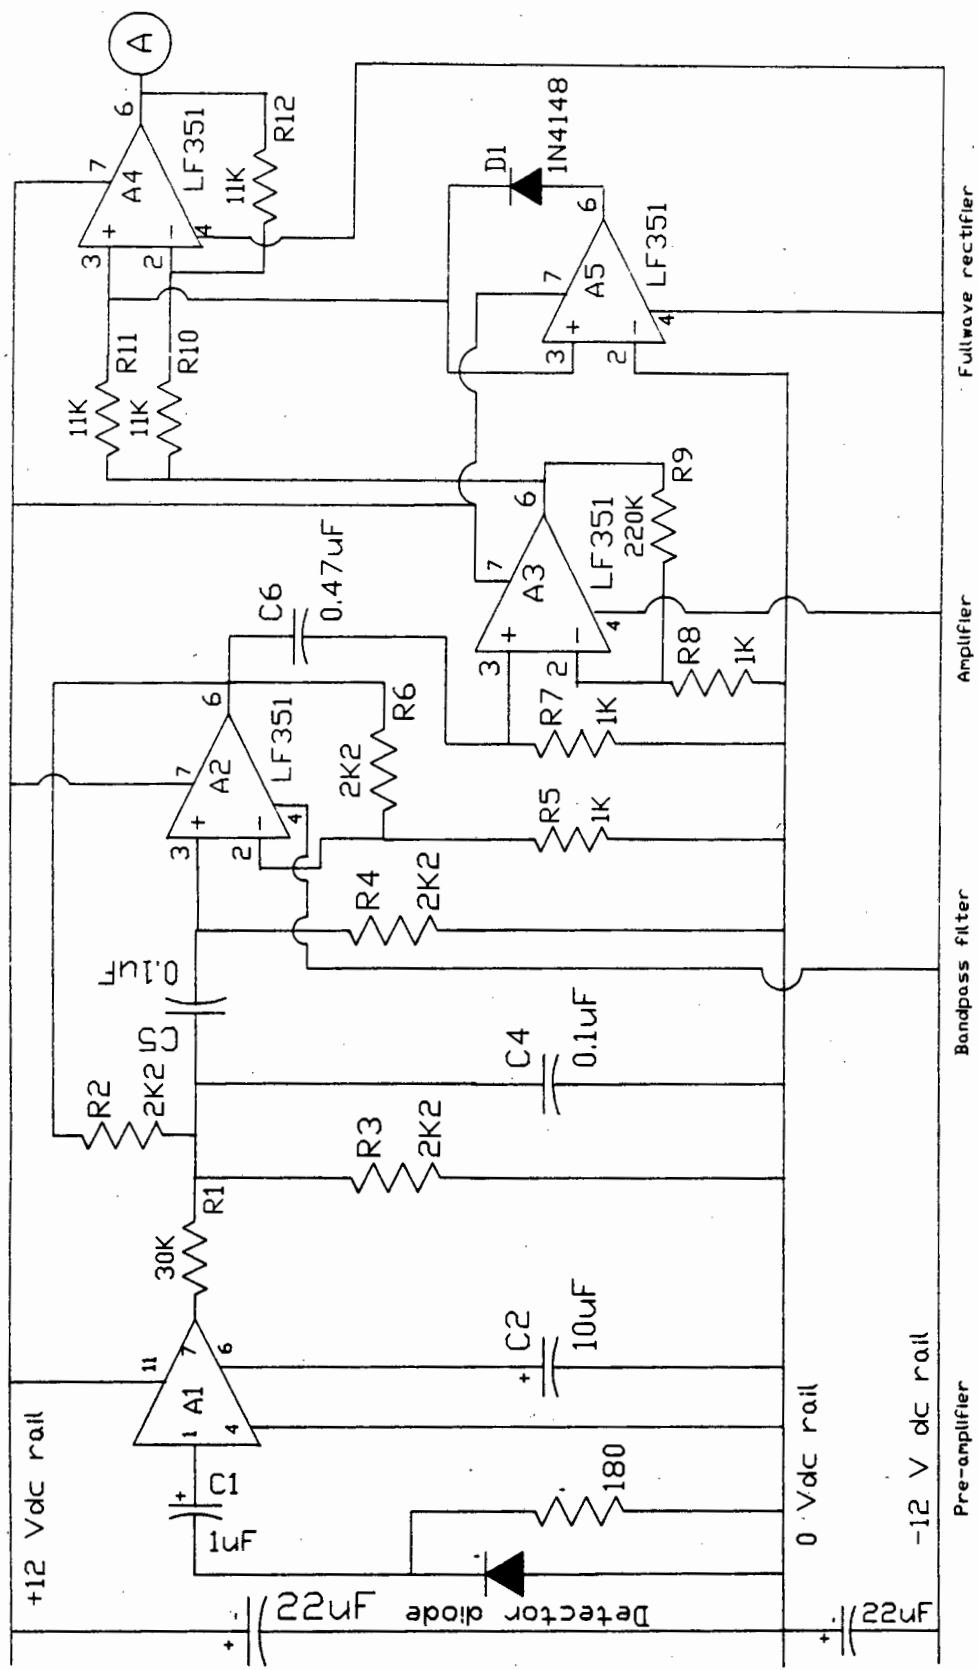 +12 Vdc rail
22uF
+
-
Detector diode
180
C1
+
1uF
A1
1
4
6
7
11
C2
+
10uF
30K
R1
R2
2K2
R3
2K2
C4
0.1uF
C5
0.1uF
R4
2K2
A2
+
-
3
2
7
4
6
LF351
2K2
R6
R5
1K
C6
0.47uF
R7
1K
A3
+
-
3
2
7
4
6
LF351
220K
R9
R8
1K
11K
R11
11K
R10
A4
+
-
3
2
7
4
6
LF351
11K
R12
A
A5
+
-
3
2
7
4
6
LF351
D1
1N4148
0 Vdc rail
-12 V dc rail
+
-
22uF
Pre-amplifier
Bandpass filter
Amplifier
Fullwave rectifier